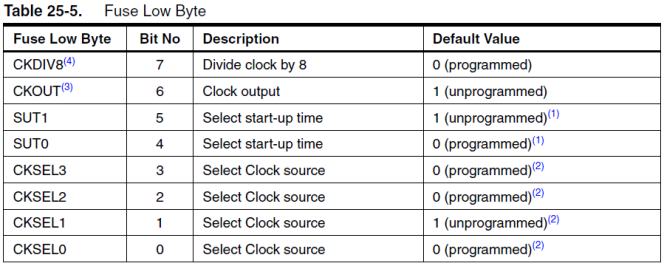 Table 25-5. Fuse Low Byte
Fuse Low Byte Bit No Description Default Value
CKDIV8(4) 7 Divide clock by 8 0 (programmed)
CKOUT(3) 6 Clock output 1 (unprogrammed)
SUT1 5 Select start-up time 1 (unprogrammed)(1)
SUT0 4 Select start-up time 0 (programmed)(1)
CKSEL3 3 Select Clock source 0 (programmed)(2)
CKSEL2 2 Select Clock source 0 (programmed)(2)
CKSEL1 1 Select Clock source 1 (unprogrammed)(2)
CKSEL0 0 Select Clock source 0 (programmed)(2)